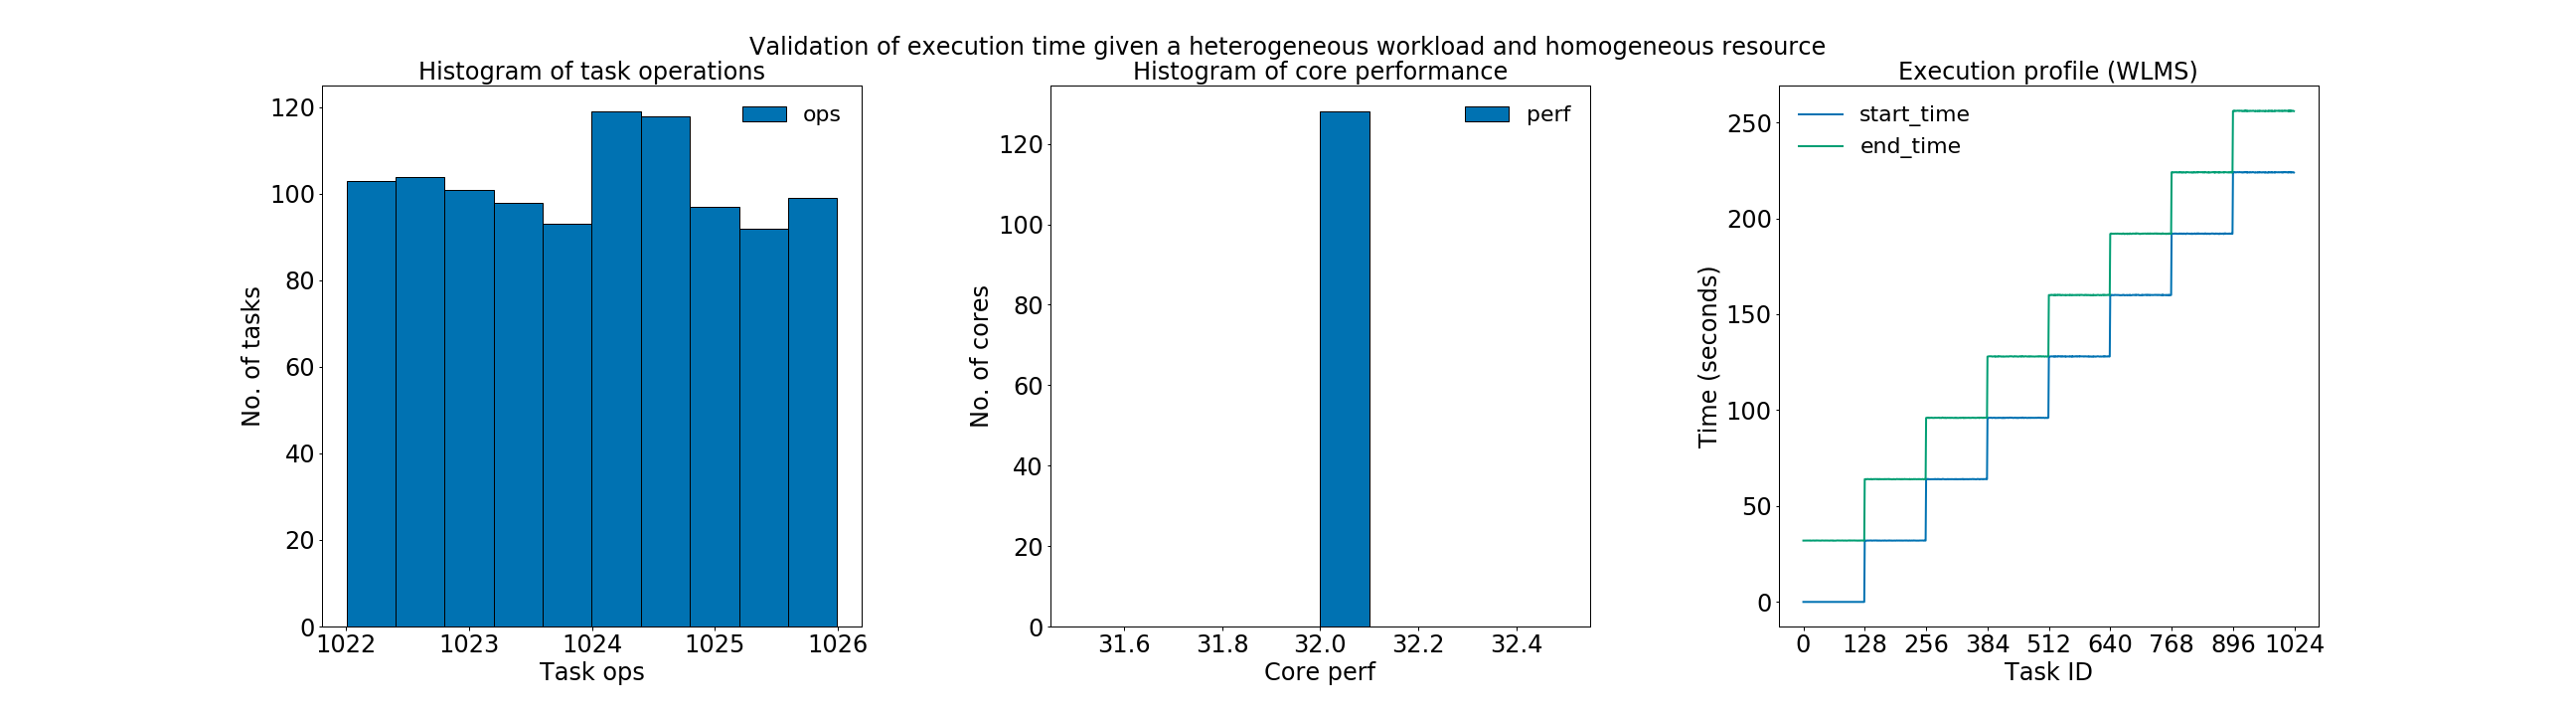 Validation of execution time given a heterogeneous workload and homogeneous resource
Histogram of task operations
ops
No. of tasks
120
100
80
60
40
20
0
1022 1023 1024 1025 1026
Task ops
Histogram of core performance
perf
No. of cores
120
100
80
60
40
20
0
31.6 31.8 32.0 32.2 32.4
Core perf
Execution profile (WLMS)
start_time
end_time
Time (seconds)
250
200
150
100
50
0
0 128 256 384 512 640 768 896 1024
Task ID